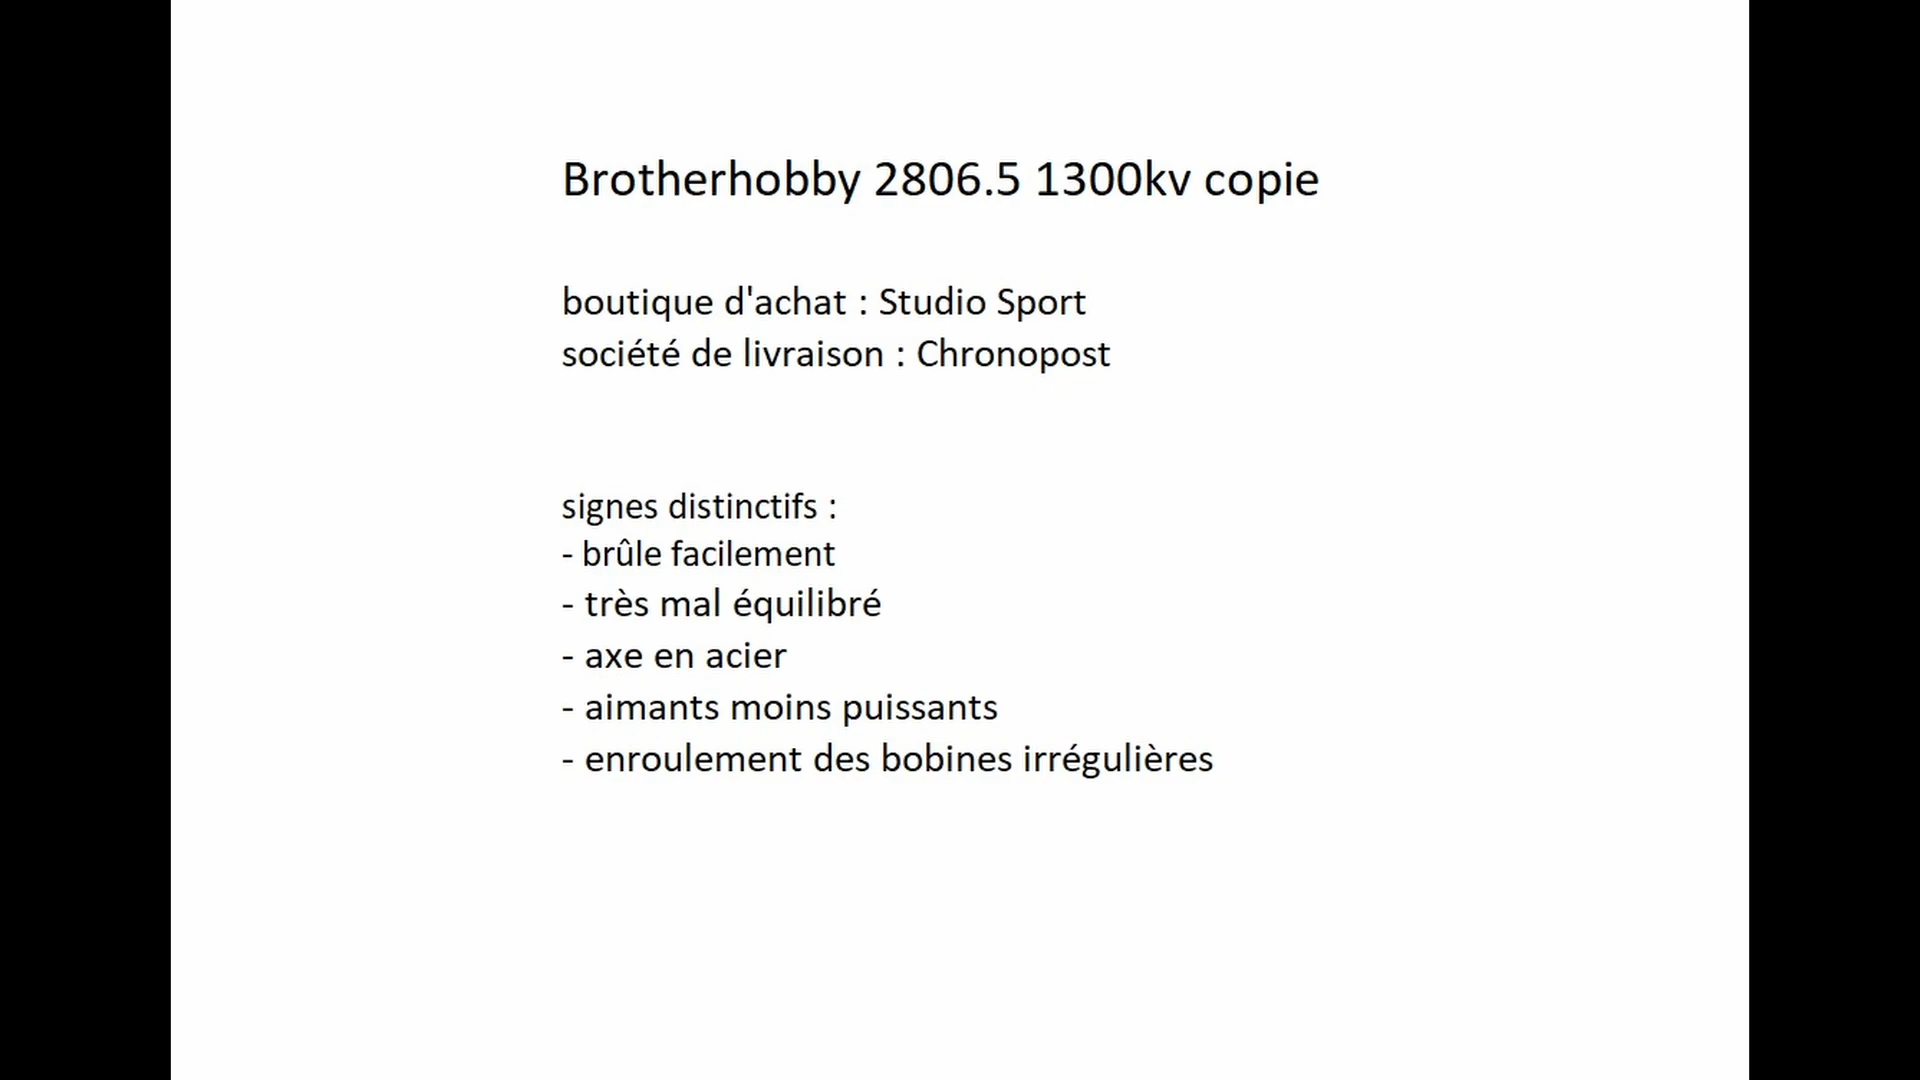 Brotherhobby 2806.5 1300kv copie
boutique d'achat : Studio Sport
société de livraison : Chronopost
signes distinctifs :
- brûle facilement
- très mal équilibré
- axe en acier
- aimants moins puissants
- enroulement des bobines irrégulières